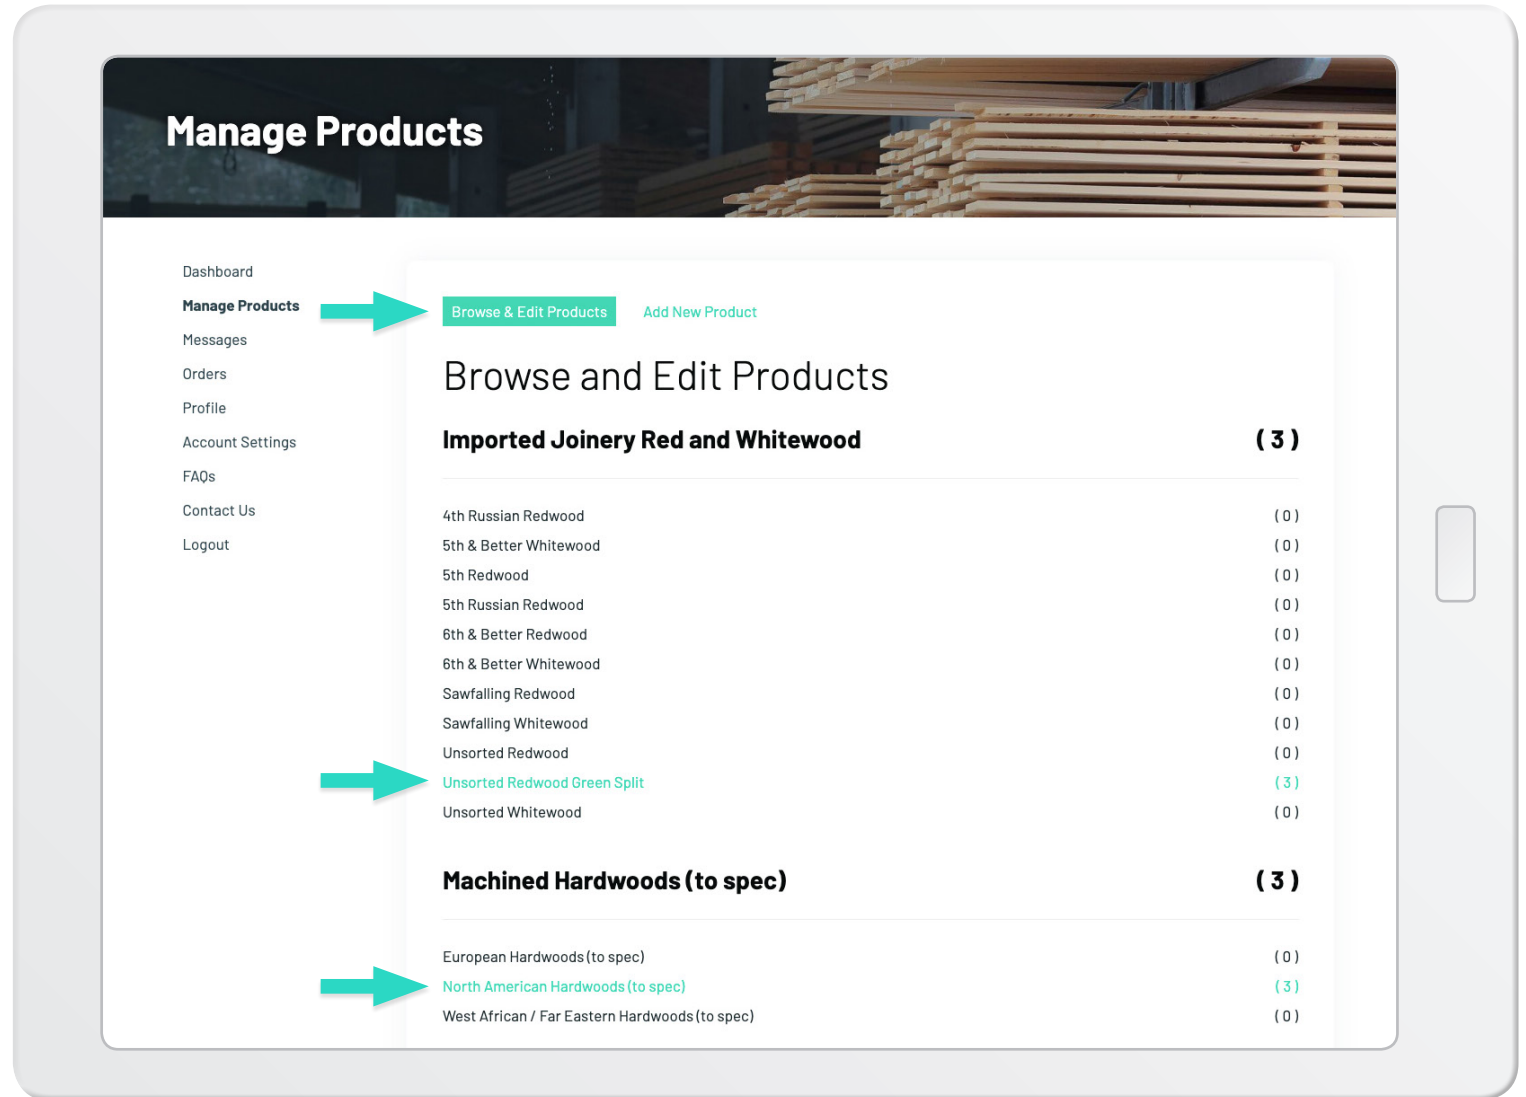 Manage Products
Dashboard
Manage Products
Messages
Orders
Profile
Account Settings
FAQs
Contact Us
Logout
Browse & Edit Products Add New Product
Browse and Edit Products
Imported Joinery Red and Whitewood ( 3 )
4th Russian Redwood ( 0 )
5th & Better Whitewood ( 0 )
5th Redwood ( 0 )
5th Russian Redwood ( 0 )
6th & Better Redwood ( 0 )
6th & Better Whitewood ( 0 )
Sawfalling Redwood ( 0 )
Sawfalling Whitewood ( 0 )
Unsorted Redwood ( 0 )
Unsorted Redwood Green Split ( 3 )
Unsorted Whitewood ( 0 )
Machined Hardwoods (to spec) ( 3 )
European Hardwoods (to spec) ( 0 )
North American Hardwoods (to spec) ( 3 )
West African / Far Eastern Hardwoods (to spec) ( 0 )